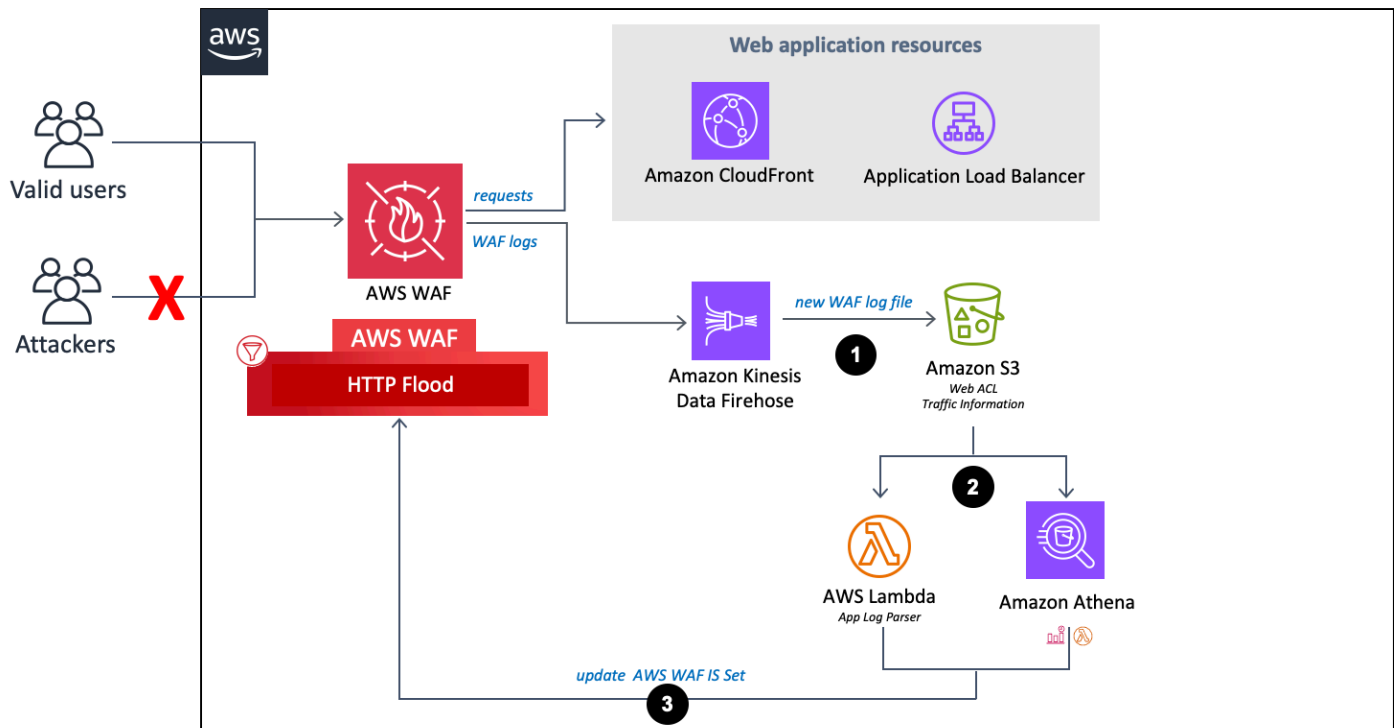 aws
Web application resources
Valid users
Amazon CloudFront
Application Load Balancer
requests
WAF logs
AWS WAF
Attackers
X
AWS WAF
HTTP Flood
new WAF log file
1
Amazon Kinesis
Data Firehose
Amazon S3
Web ACL
Traffic Information
2
AWS Lambda
App Log Parser
Amazon Athena
update AWS WAF IS Set
3